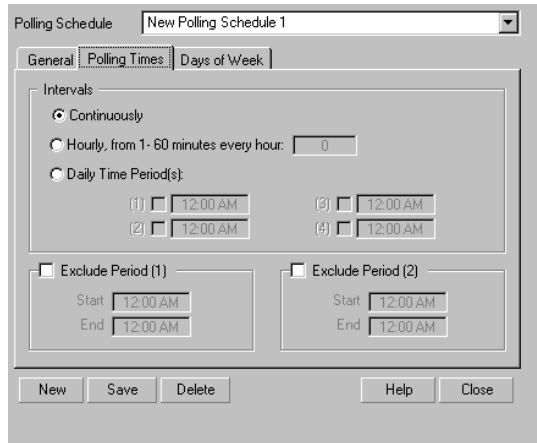 Polling Schedule New Polling Schedule 1
General Polling Times Days of Week
Intervals
Continuously
Hourly, from 1- 60 minutes every hour: 0
Daily Time Period(s):
(1) 12:00 AM (3) 12:00 AM
(2) 12:00 AM (4) 12:00 AM
Exclude Period (1) Exclude Period (2)
Start 12:00 AM Start 12:00 AM
End 12:00 AM End 12:00 AM
New Save Delete Help Close